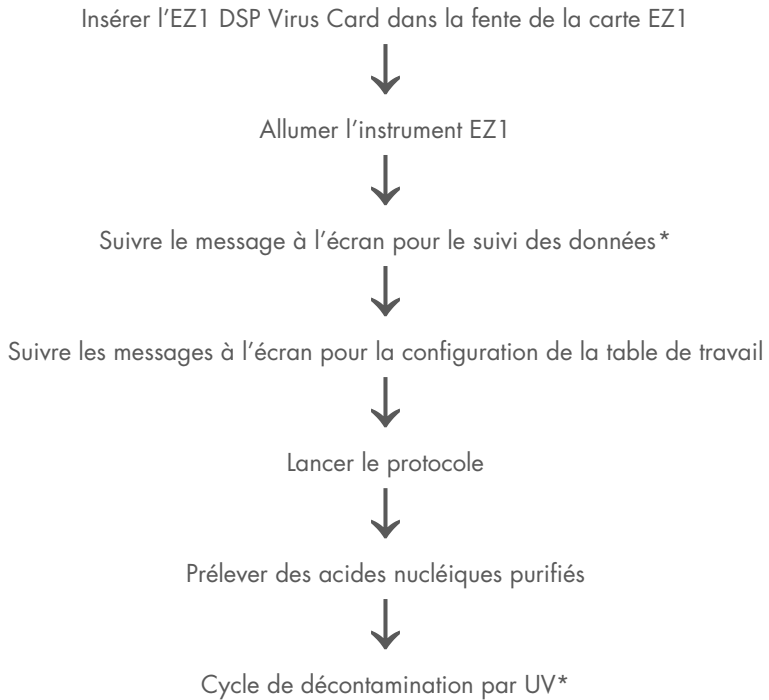 Insérer l'EZ1 DSP Virus Card dans la fente de la carte EZ1
Allumer l'instrument EZ1
Suivre le message à l'écran pour le suivi des données*
Suivre les messages à l'écran pour la configuration de la table de travail
Lancer le protocole
Prélever des acides nucléiques purifiés
Cycle de décontamination par UV*